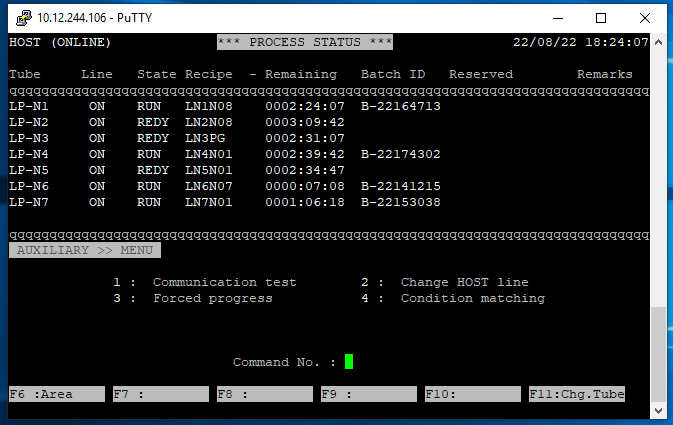 10.12.244.106 - PuTTY
HOST (ONLINE) *** PROCESS STATUS *** 22/08/22 18:24:07
Tube Line State Recipe - Remaining Batch ID Reserved Remarks
qqqqqqqqqqqqqqqqqqqqqqqqqqqqqqqqqqqqqqqqqqqqqqqqqqqqqqqqqqqqqqqqqqqqqqqqqqqqqqqq
LP-N1 ON RUN LN1N08 0002:24:07 B-22164713
LP-N2 ON REDY LN2N08 0003:09:42
LP-N3 ON REDY LN3PG 0002:31:07
LP-N4 ON RUN LN4N01 0002:39:42 B-22174302
LP-N5 ON REDY LN5N01 0002:34:47
LP-N6 ON RUN LN6N07 0000:07:08 B-22141215
LP-N7 ON RUN LN7N01 0001:06:18 B-22153038
qqqqqqqqqqqqqqqqqqqqqqqqqqqqqqqqqqqqqqqqqqqqqqqqqqqqqqqqqqqqqqqqqqqqqqqqqqqqqqqq
AUXILIARY >> MENU
1 : Communication test 2 : Change HOST line
3 : Forced progress 4 : Condition matching
Command No. :
F6 :Area F7 : F8 : F9 : F10: F11:Chg.Tube